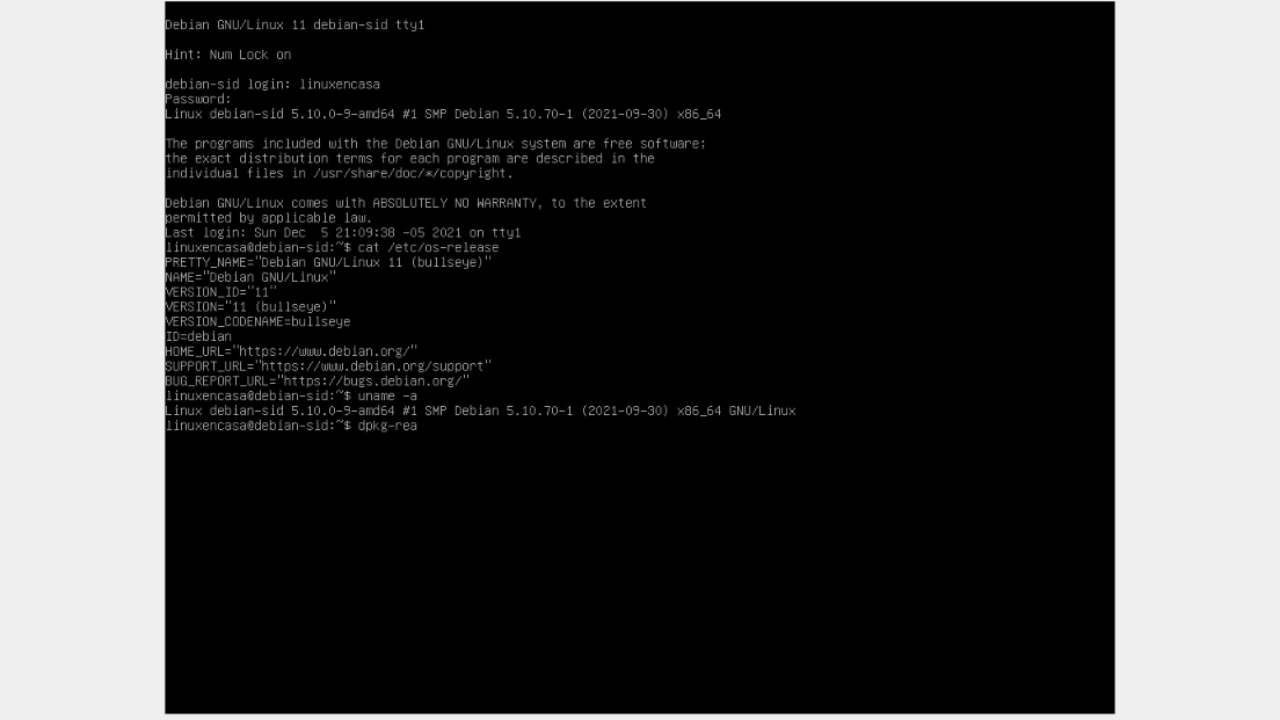 Debian GNU/Linux 11 debian-sid tty1
Hint: Num Lock on
debian-sid login: linuxencasa
Password:
Linux debian-sid 5.10.0-9-amd64 #1 SMP Debian 5.10.70-1 (2021-09-30) x86_64
The programs included with the Debian GNU/Linux system are free software;
the exact distribution terms for each program are described in the
individual files in /usr/share/doc/*/copyright.
Debian GNU/Linux comes with ABSOLUTELY NO WARRANTY, to the extent
permitted by applicable law.
Last login: Sun Dec  5 21:09:38 -05 2021 on tty1
linuxencasa@debian-sid:~$ cat /etc/os-release
PRETTY_NAME="Debian GNU/Linux 11 (bullseye)"
NAME="Debian GNU/Linux"
VERSION_ID="11"
VERSION="11 (bullseye)"
VERSION_CODENAME=bullseye
ID=debian
HOME_URL="https://www.debian.org/"
SUPPORT_URL="https://www.debian.org/support"
BUG_REPORT_URL="https://bugs.debian.org/"
linuxencasa@debian-sid:~$ uname -a
Linux debian-sid 5.10.0-9-amd64 #1 SMP Debian 5.10.70-1 (2021-09-30) x86_64 GNU/Linux
linuxencasa@debian-sid:~$ dpkg-rea